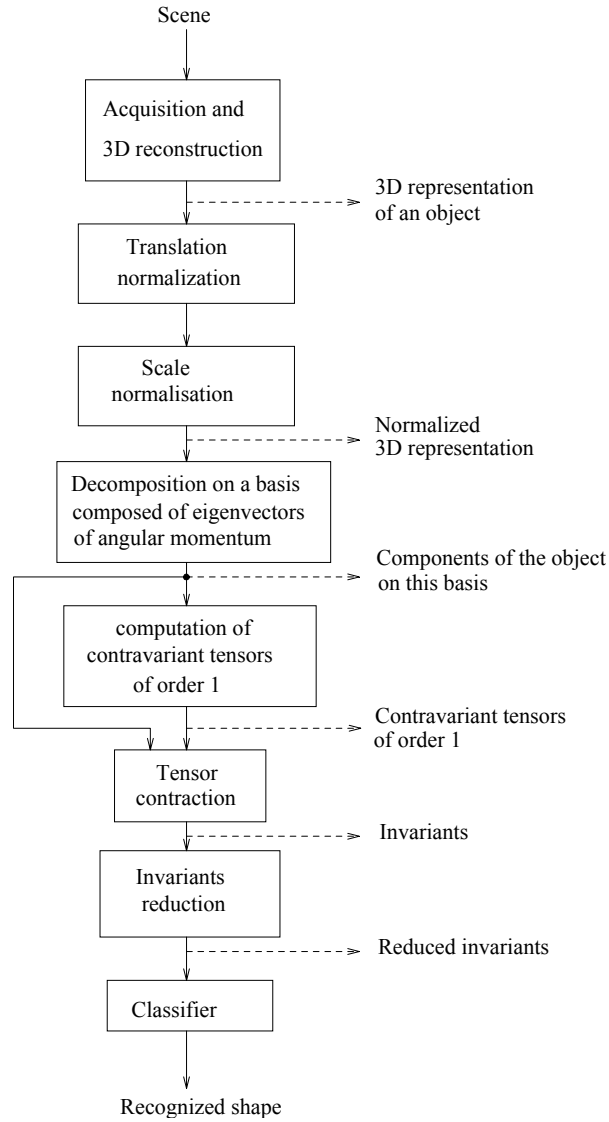 Scene
Acquisition and
3D reconstruction
3D representation
of an object
Translation
normalization
Scale
normalisation
Normalized
3D representation
Decomposition on a basis
composed of eigenvectors
of angular momentum
Components of the object
on this basis
computation of
contravariant tensors
of order 1
Contravariant tensors
of order 1
Tensor
contraction
Invariants
Invariants
reduction
Reduced invariants
Classifier
Recognized shape